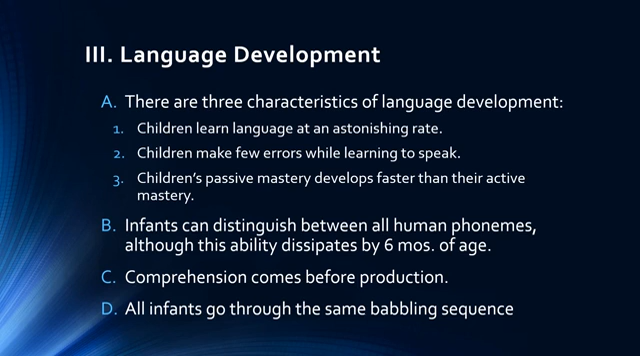 III. Language Development
A. There are three characteristics of language development:
1. Children learn language at an astonishing rate.
2. Children make few errors while learning to speak.
3. Children's passive mastery develops faster than their active
mastery.
B. Infants can distinguish between all human phonemes,
although this ability dissipates by 6 mos. of age.
C. Comprehension comes before production.
D. All infants go through the same babbling sequence